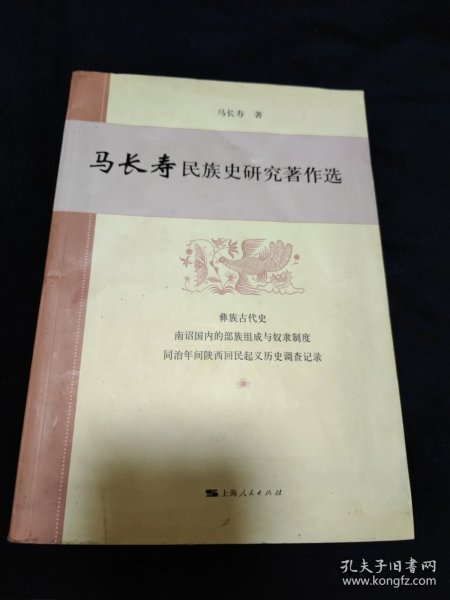 马长寿 著
马长寿民族史研究著作选
彝族古代史
南诏国内的部族组成与奴隶制度
同治年间陕西回民起义历史调查记录
上海人民出版社
孔夫子旧书网
www.kongfz.com